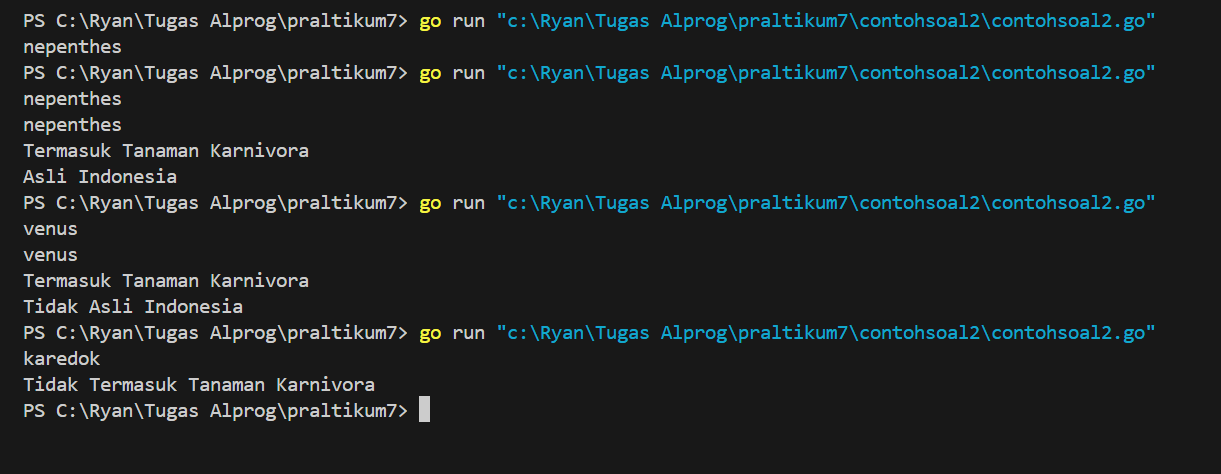 PS C:\Ryan\Tugas Alprog\praltikum7> go run "c:\Ryan\Tugas Alprog\praltikum7\contohsoal2\contohsoal2.go"
nepenthes
PS C:\Ryan\Tugas Alprog\praltikum7> go run "c:\Ryan\Tugas Alprog\praltikum7\contohsoal2\contohsoal2.go"
nepenthes
nepenthes
Termasuk Tanaman Karnivora
Asli Indonesia
PS C:\Ryan\Tugas Alprog\praltikum7> go run "c:\Ryan\Tugas Alprog\praltikum7\contohsoal2\contohsoal2.go"
venus
venus
Termasuk Tanaman Karnivora
Tidak Asli Indonesia
PS C:\Ryan\Tugas Alprog\praltikum7> go run "c:\Ryan\Tugas Alprog\praltikum7\contohsoal2\contohsoal2.go"
karedok
Tidak Termasuk Tanaman Karnivora
PS C:\Ryan\Tugas Alprog\praltikum7>